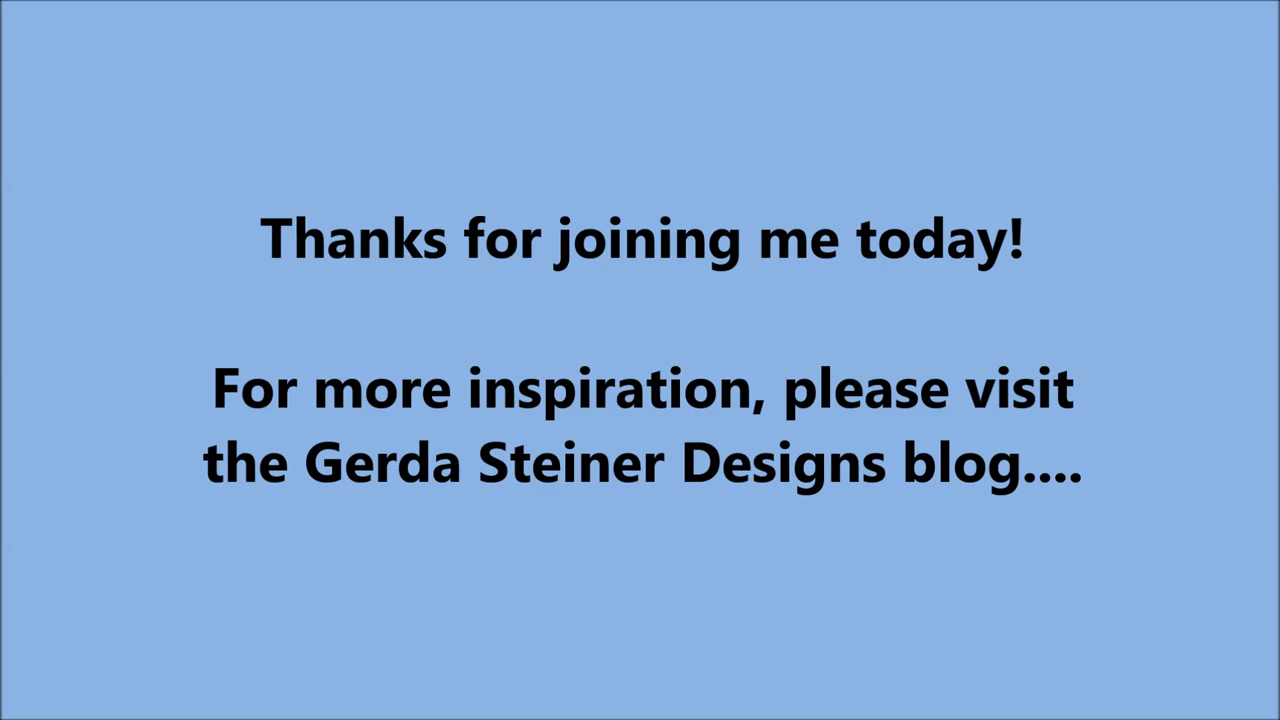 Thanks for joining me today!
For more inspiration, please visit
the Gerda Steiner Designs blog....